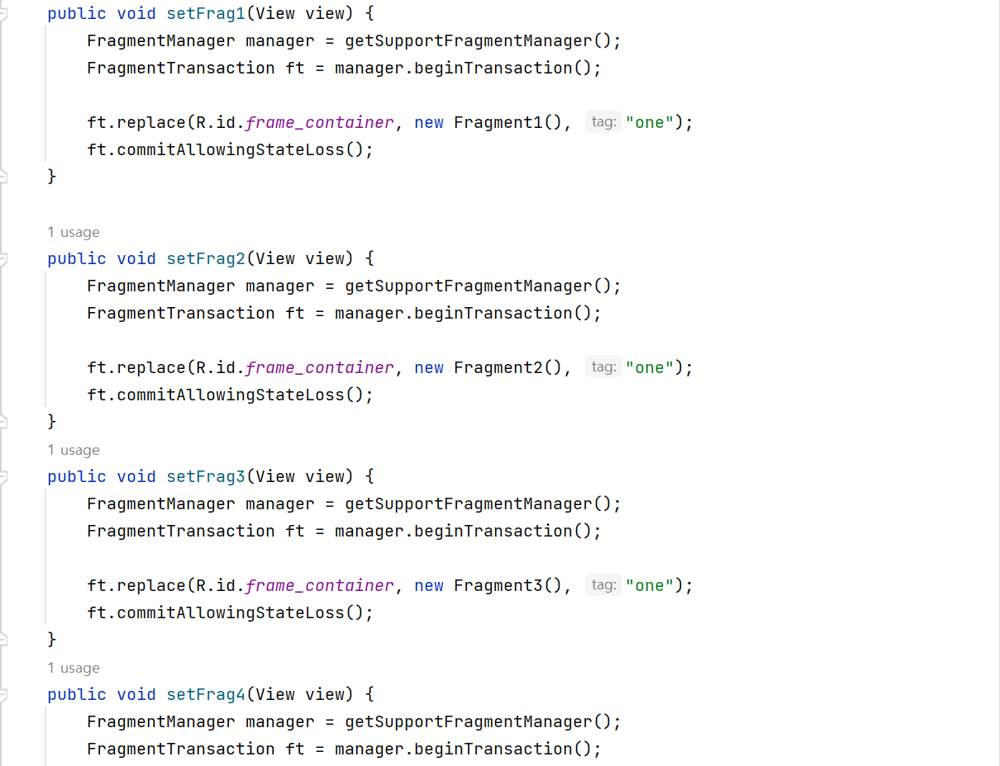 public void setFrag1(View view) {
FragmentManager manager = getSupportFragmentManager();
FragmentTransaction ft = manager.beginTransaction();
ft.replace(R.id.frame_container, new Fragment1(), tag: "one");
ft.commitAllowingStateLoss();
}
1 usage
public void setFrag2(View view) {
FragmentManager manager = getSupportFragmentManager();
FragmentTransaction ft = manager.beginTransaction();
ft.replace(R.id.frame_container, new Fragment2(), tag: "one");
ft.commitAllowingStateLoss();
}
1 usage
public void setFrag3(View view) {
FragmentManager manager = getSupportFragmentManager();
FragmentTransaction ft = manager.beginTransaction();
ft.replace(R.id.frame_container, new Fragment3(), tag: "one");
ft.commitAllowingStateLoss();
}
1 usage
public void setFrag4(View view) {
FragmentManager manager = getSupportFragmentManager();
FragmentTransaction ft = manager.beginTransaction();